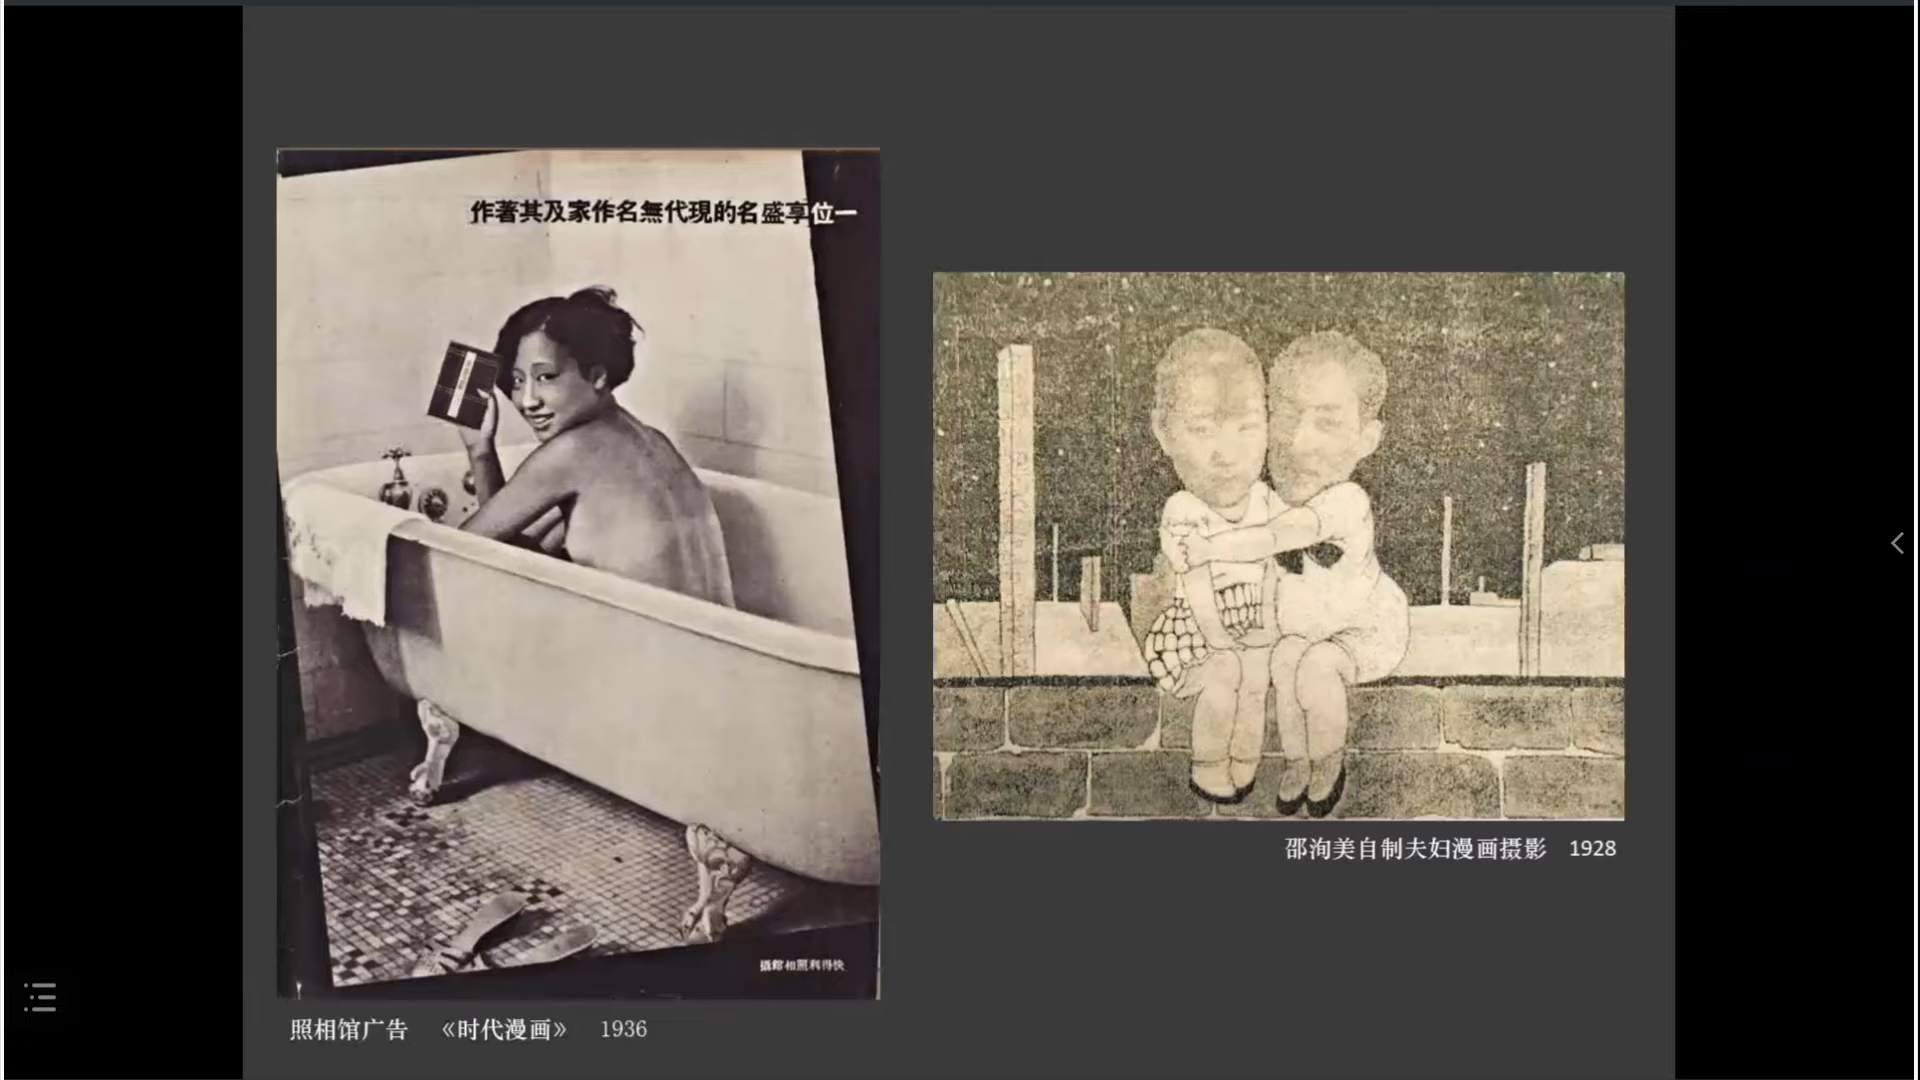 一位享盛名的現代無名作家及其著作
快得利照相館攝
照相馆广告 《时代漫画》 1936
邵洵美自制夫妇漫画摄影 1928